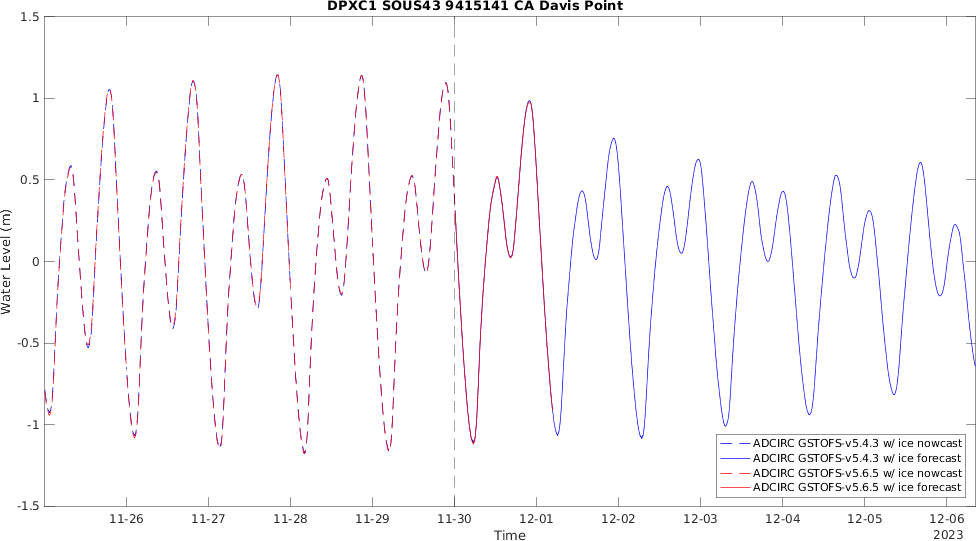 DPXC1 SOUS43 9415141 CA Davis Point
1.5
1
0.5
0
-0.5
-1
-1.5
Water Level (m)
ADCIRC GSTOFS-v5.4.3 w/ ice nowcast
ADCIRC GSTOFS-v5.4.3 w/ ice forecast
ADCIRC GSTOFS-v5.6.5 w/ ice nowcast
ADCIRC GSTOFS-v5.6.5 w/ ice forecast
11-26 11-27 11-28 11-29 11-30 12-01 12-02 12-03 12-04 12-05 12-06
Time 2023